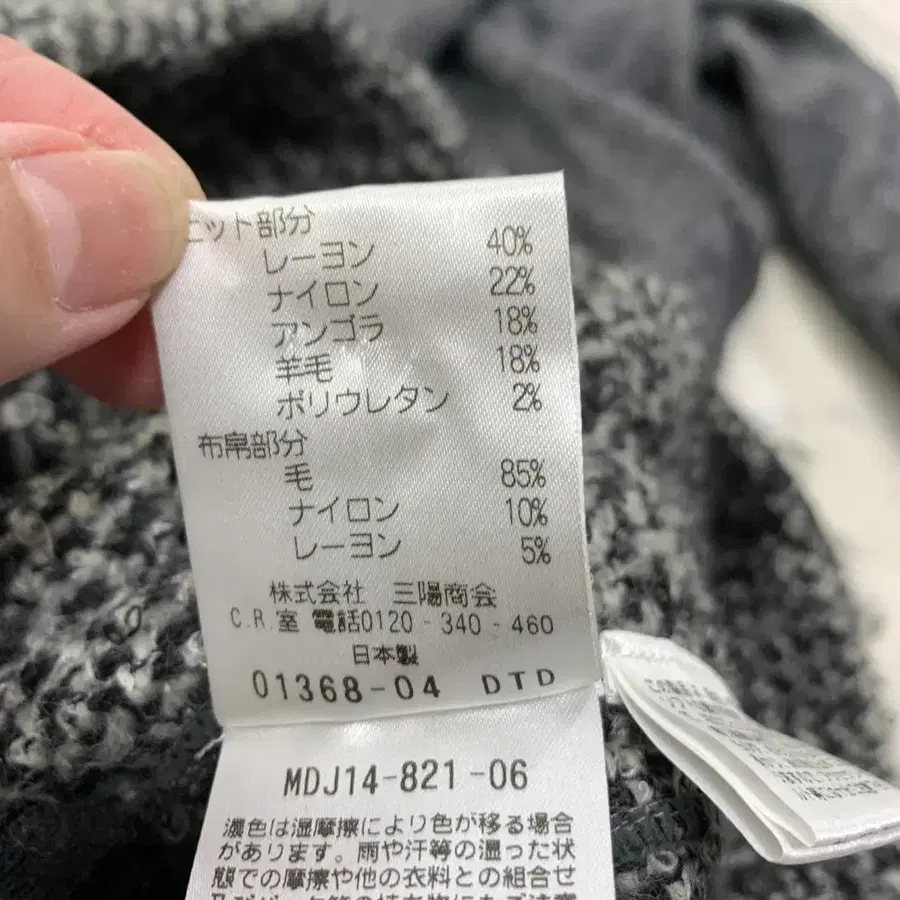 ニット部分
レーヨン 40%
ナイロン 22%
アンゴラ 18%
羊毛 18%
ポリウレタン 2%
布帛部分
毛 85%
ナイロン 10%
レーヨン 5%
株式会社 三陽商会
C.R.室 電話0120-340-460
日本製
01368-04 DTD
MDJ14-821-06
濃色は湿摩擦により色が移る場合
があります。雨や汗等の湿った状
態での摩擦や他の衣料との組合せ